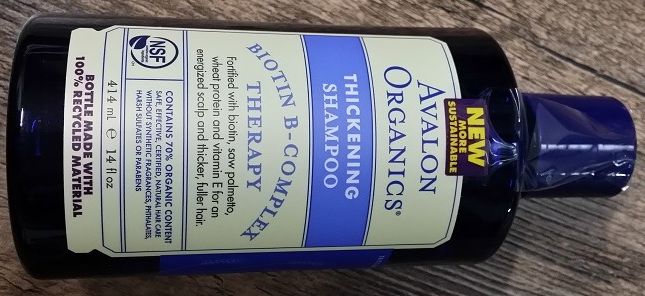 NEW
MORE
SUSTAINABLE
AVALON
ORGANICS®
THICKENING
SHAMPOO
BIOTIN B-COMPLEX
THERAPY
Fortified with biotin, saw palmetto,
wheat protein and vitamin E for an
energized scalp and thicker, fuller hair.
NSF
CONTAINS 70% ORGANIC CONTENT
SAFE, EFFECTIVE, CERTIFIED, NATURAL HAIR CARE
WITHOUT SYNTHETIC FRAGRANCES, PHTHALATES,
HARSH SULFATES OR PARABENS
414 mL e 14 fl oz
BOTTLE MADE WITH
100% RECYCLED MATERIAL